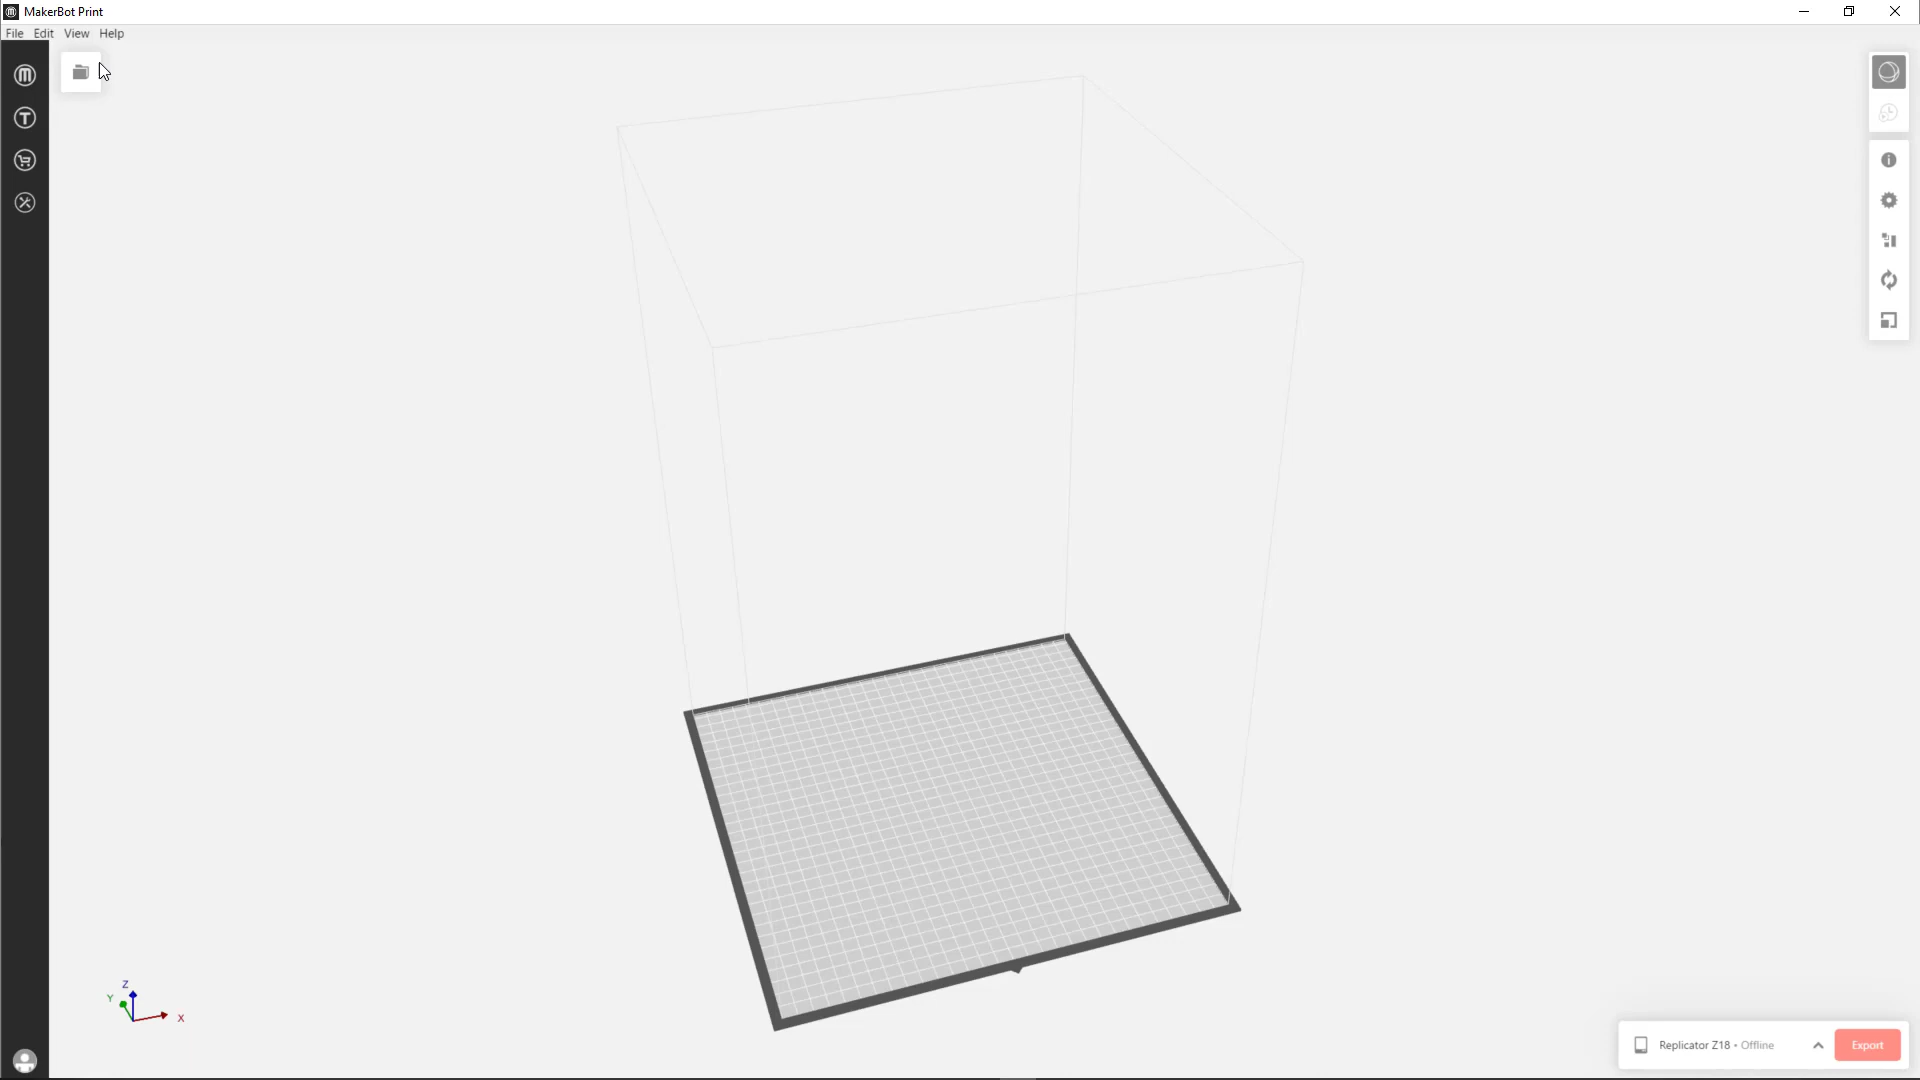 MakerBot Print
File Edit View Help
Z
Y
X
Replicator Z18 • Offline
Export